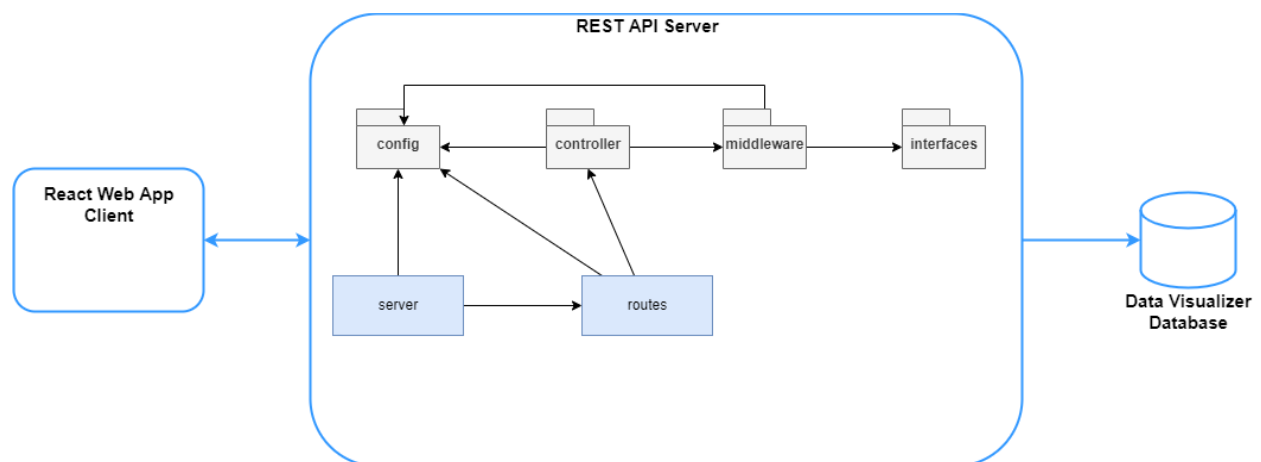 REST API Server
config
controller
middleware
interfaces
React Web App
Client
server
routes
Data Visualizer
Database